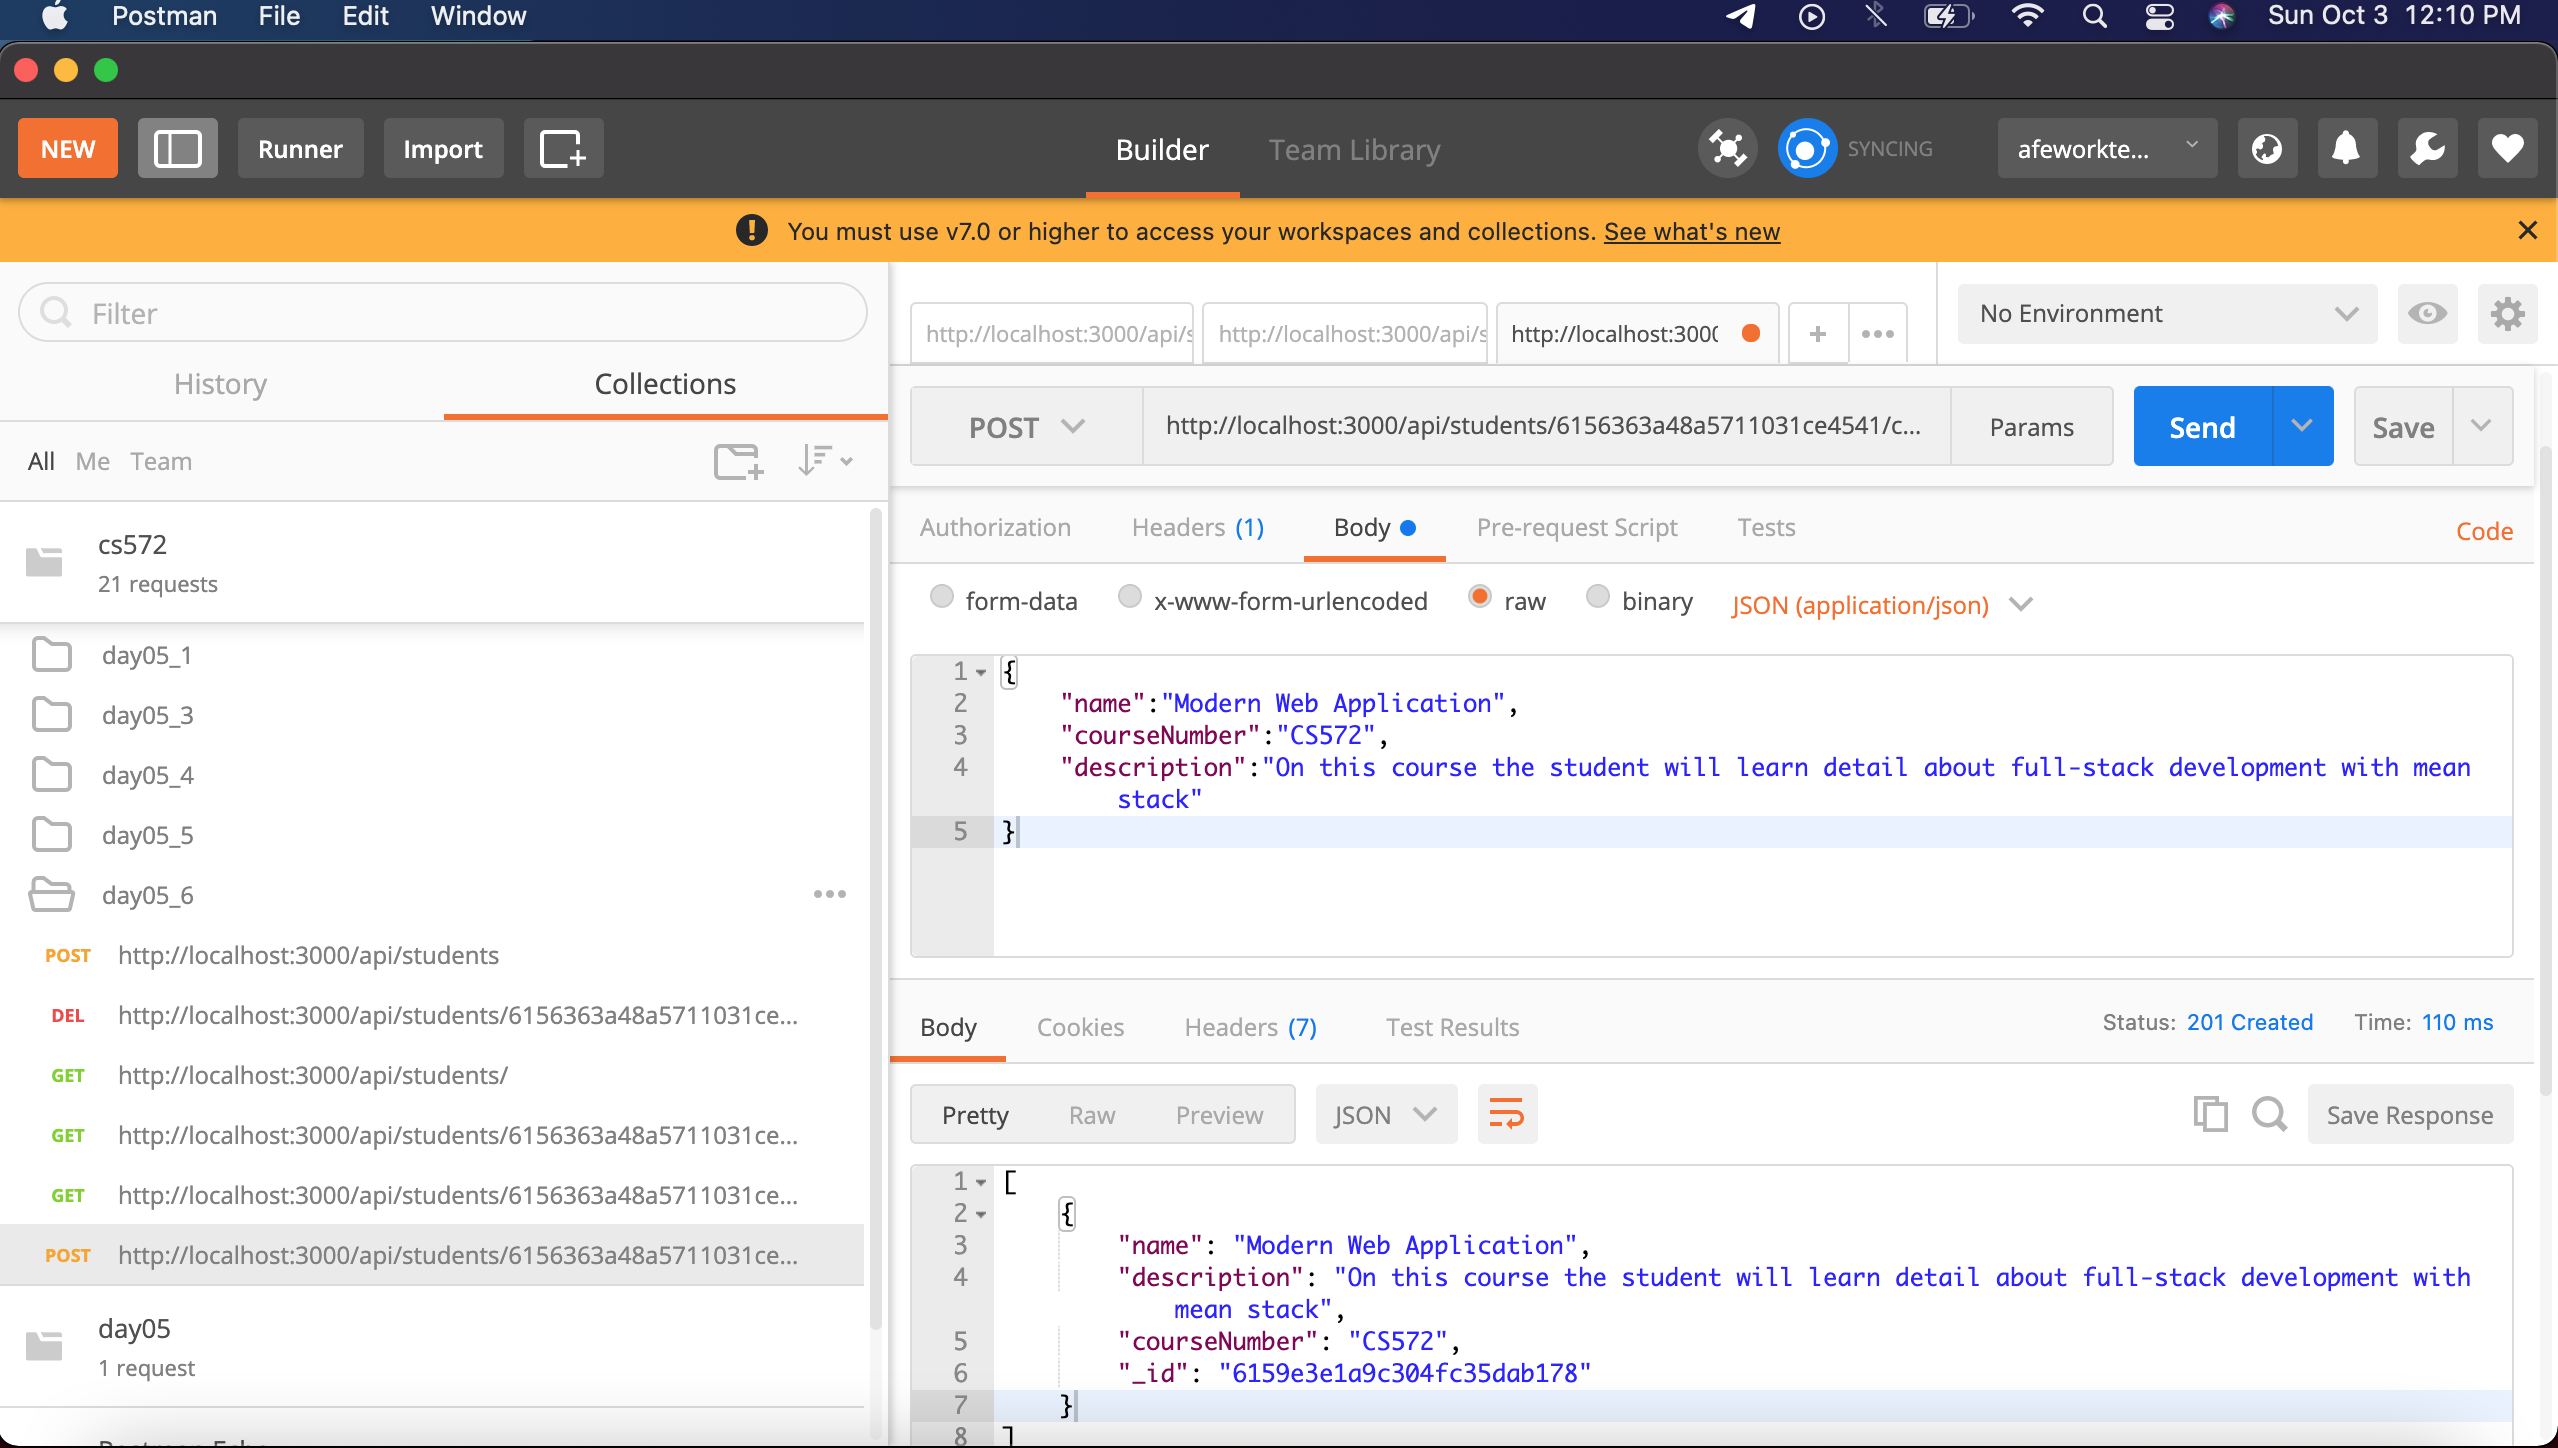 Postman File Edit Window Sun Oct 3 12:10 PM
NEW Runner Import Builder Team Library SYNCING afeworkte...
You must use v7.0 or higher to access your workspaces and collections. See what's new
Filter
History Collections
All Me Team
cs572
21 requests
day05_1
day05_3
day05_4
day05_5
day05_6
POST http://localhost:3000/api/students
DEL http://localhost:3000/api/students/6156363a48a5711031ce...
GET http://localhost:3000/api/students/
GET http://localhost:3000/api/students/6156363a48a5711031ce...
GET http://localhost:3000/api/students/6156363a48a5711031ce...
POST http://localhost:3000/api/students/6156363a48a5711031ce...
day05
1 request
http://localhost:3000/api/s http://localhost:3000/api/s http://localhost:3000 + No Environment
POST http://localhost:3000/api/students/6156363a48a5711031ce4541/c... Params Send Save
Authorization Headers (1) Body Pre-request Script Tests Code
form-data x-www-form-urlencoded raw binary JSON (application/json)
1 {
2 "name":"Modern Web Application",
3 "courseNumber":"CS572",
4 "description":"On this course the student will learn detail about full-stack development with mean
stack"
5 }
Body Cookies Headers (7) Test Results Status: 201 Created Time: 110 ms
Pretty Raw Preview JSON Save Response
1 [
2 {
3 "name": "Modern Web Application",
4 "description": "On this course the student will learn detail about full-stack development with
mean stack",
5 "courseNumber": "CS572",
6 "_id": "6159e3e1a9c304fc35dab178"
7 }
8 ]